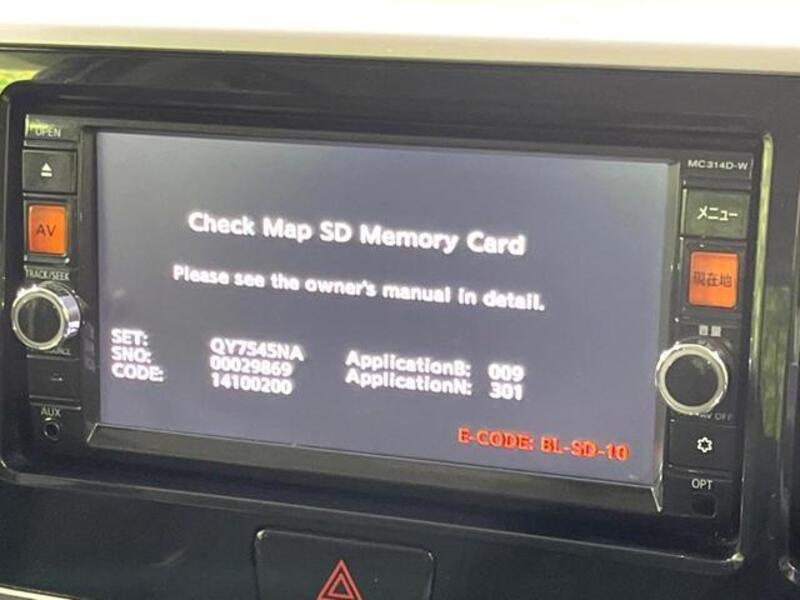 OPEN
MC314D-W
メニュー
AV
現在地
TRACK/SEEK
音量
AUX
OPT
Check Map SD Memory Card
Please see the owner's manual in detail.
SET: QY7545NA
SNO: 00029869 ApplicationB: 009
CODE: 14100200 ApplicationN: 301
E-CODE: BL-SD-10